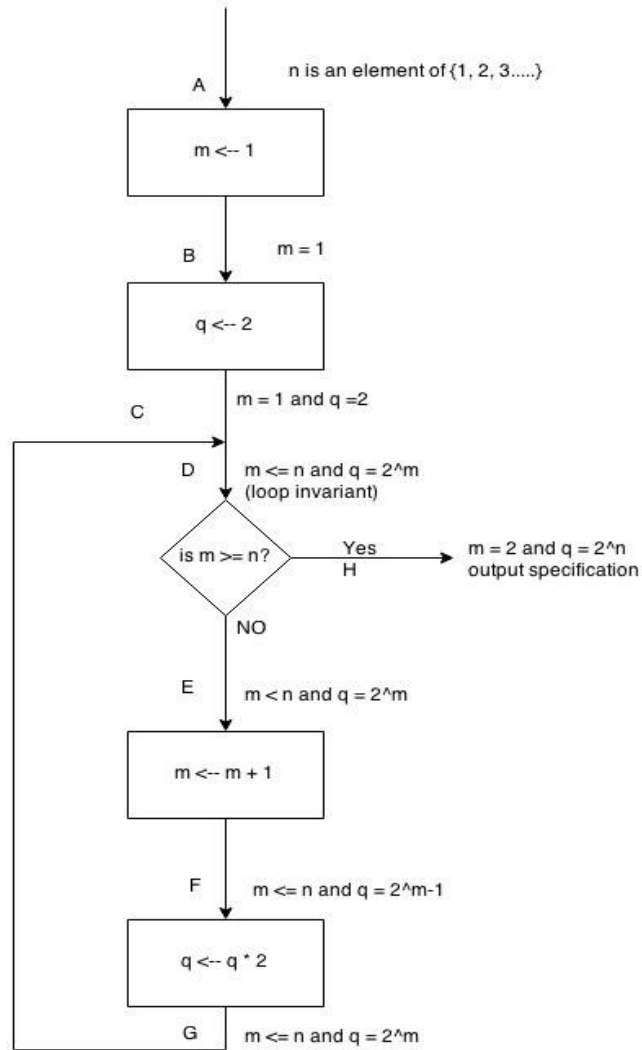 n is an element of {1, 2, 3.....}
A
m <-- 1
B
m = 1
q <-- 2
m = 1 and q =2
C
D
m <= n and q = 2^m
(loop invariant)
is m >= n?
Yes
H
m = 2 and q = 2^n
output specification
NO
E
m < n and q = 2^m
m <-- m + 1
F
m <= n and q = 2^m-1
q <-- q * 2
G
m <= n and q = 2^m